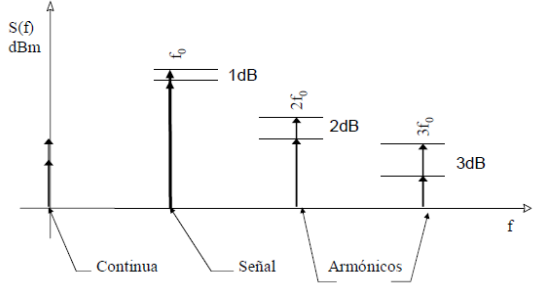 S(f)
dBm
f₀
1dB
2f₀
2dB
3f₀
3dB
f
Continua
Señal
Armónicos